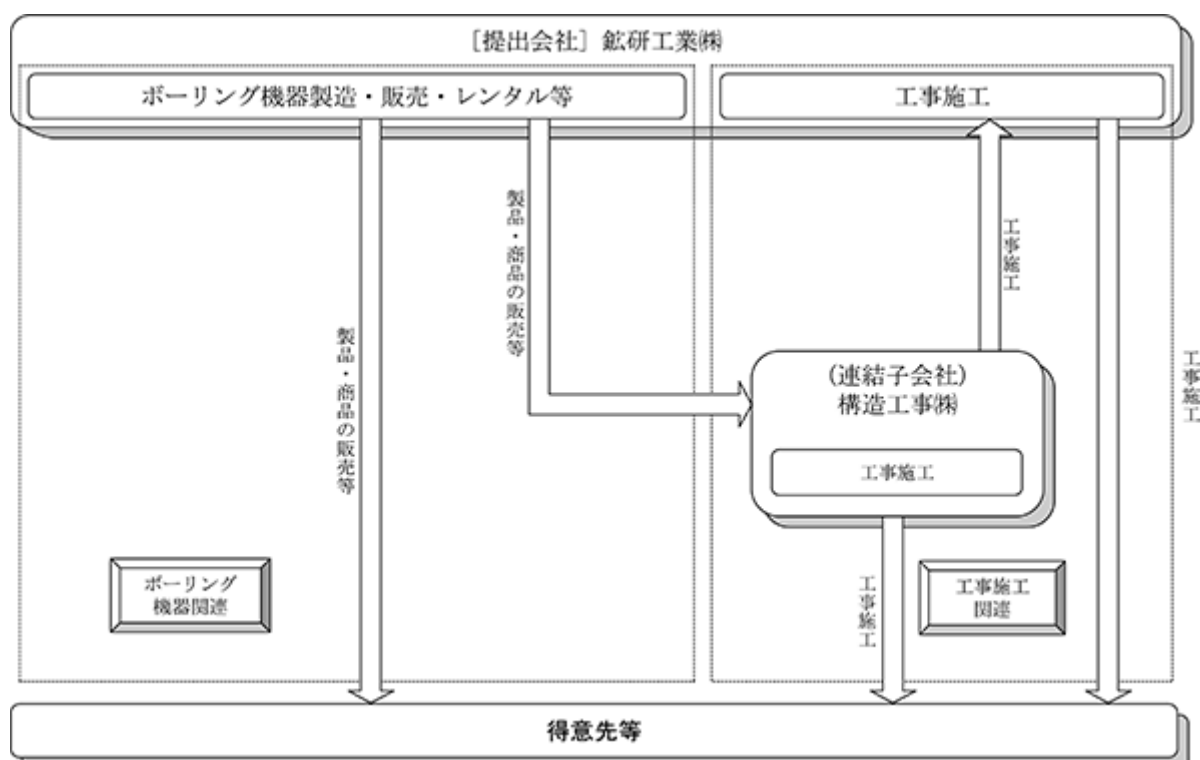 ［提出会社］鉱研工業㈱
ボーリング機器製造・販売・レンタル等
工事施工
製品・商品の販売等
製品・商品の販売等
工事施工
工事施工
（連結子会社）
構造工事㈱
工事施工
工事施工
ボーリング
機器関連
工事施工
関連
得意先等